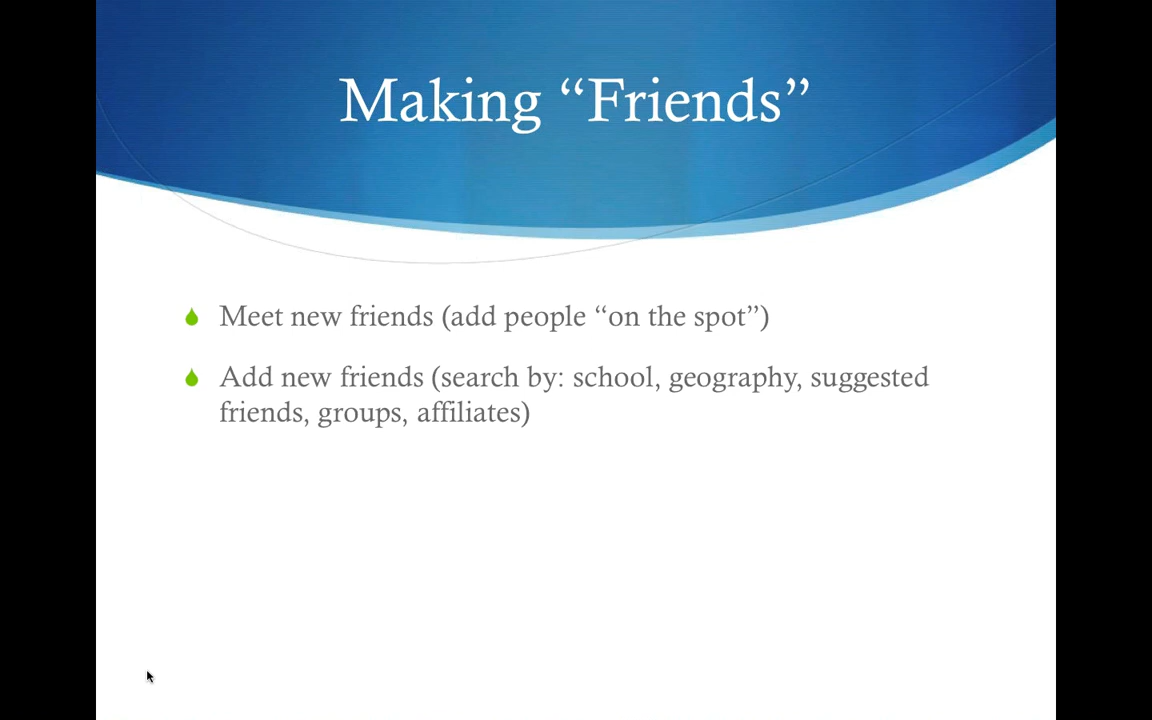 Making “Friends”
Meet new friends (add people “on the spot”)
Add new friends (search by: school, geography, suggested
friends, groups, affiliates)